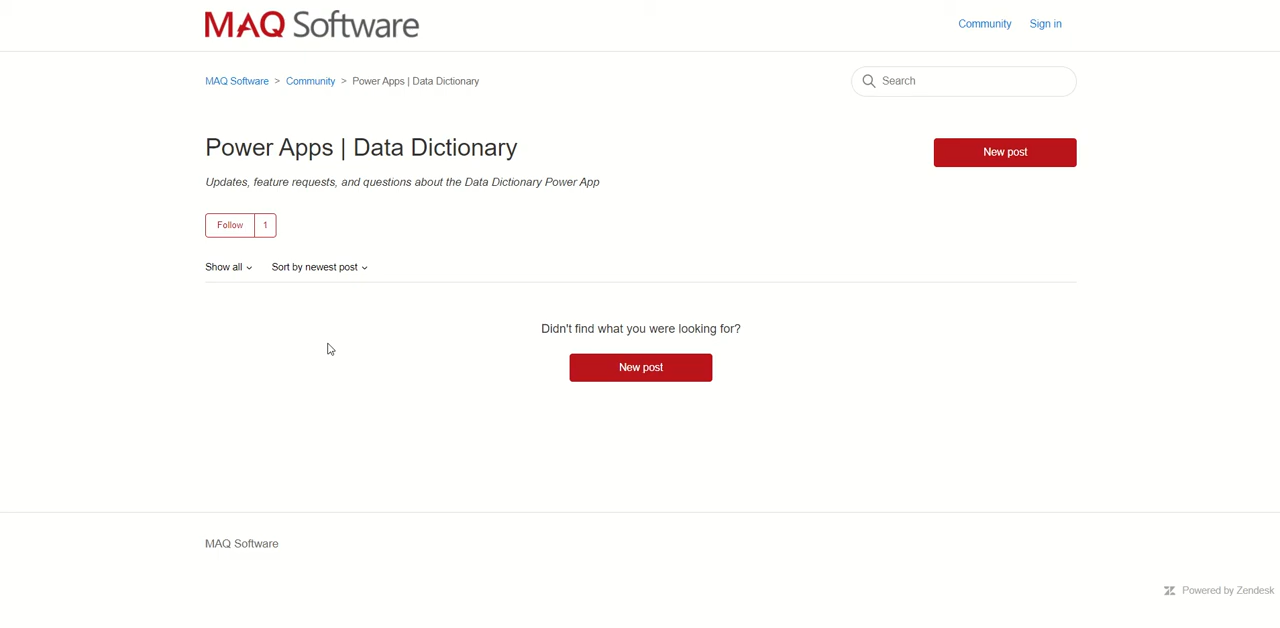 MAQ Software
Community Sign in
MAQ Software > Community > Power Apps | Data Dictionary
Search
Power Apps | Data Dictionary
New post
Updates, feature requests, and questions about the Data Dictionary Power App
Follow 1
Show all Sort by newest post
Didn't find what you were looking for?
New post
MAQ Software
Powered by Zendesk